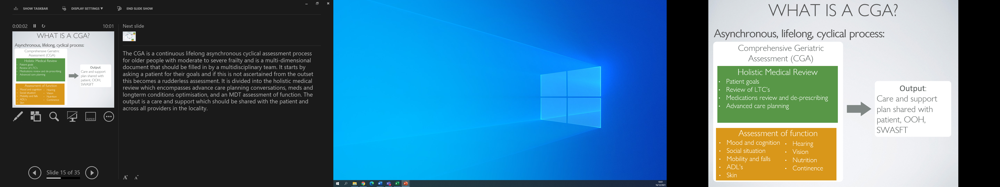 SHOW TASKBAR
DISPLAY SETTINGS ▼
END SLIDE SHOW
0:00:02
10:01
WHAT IS A CGA?
Asynchronous, lifelong, cyclical process:
Comprehensive Geriatric
Assessment (CGA)
Holistic Medical Review
• Patient goals
• Review of LTC's
• Medications review and de-prescribing
• Advanced care planning
Assessment of function
• Mood and cognition
• Social situation
• Mobility and falls
• ADL's
• Skin
• Hearing
• Vision
• Nutrition
• Continence
Output:
Care and support
plan shared with
patient, OOH,
SWASFT
Slide 15 of 35
Next slide
The CGA is a continuous lifelong asynchronous cyclical assessment process
for older people with moderate to severe frailty and is a multi-dimensional
document that should be filled in by a multidisciplinary team. It starts by
asking a patient for their goals and if this is not ascertained from the outset
this becomes a rudderless assessment. It is divided into the holistic medical
review which encompasses advance care planning conversations, meds and
longterm conditions optimisation, and an MDT assessment of function. The
output is a care and support which should be shared with the patient and
across all providers in the locality.
A A
10:01
16/12/2021
WHAT IS A CGA?
Asynchronous, lifelong, cyclical process:
Comprehensive Geriatric
Assessment (CGA)
Holistic Medical Review
• Patient goals
• Review of LTC's
• Medications review and de-prescribing
• Advanced care planning
Assessment of function
• Mood and cognition
• Social situation
• Mobility and falls
• ADL's
• Skin
• Hearing
• Vision
• Nutrition
• Continence
Output:
Care and support
plan shared with
patient, OOH,
SWASFT